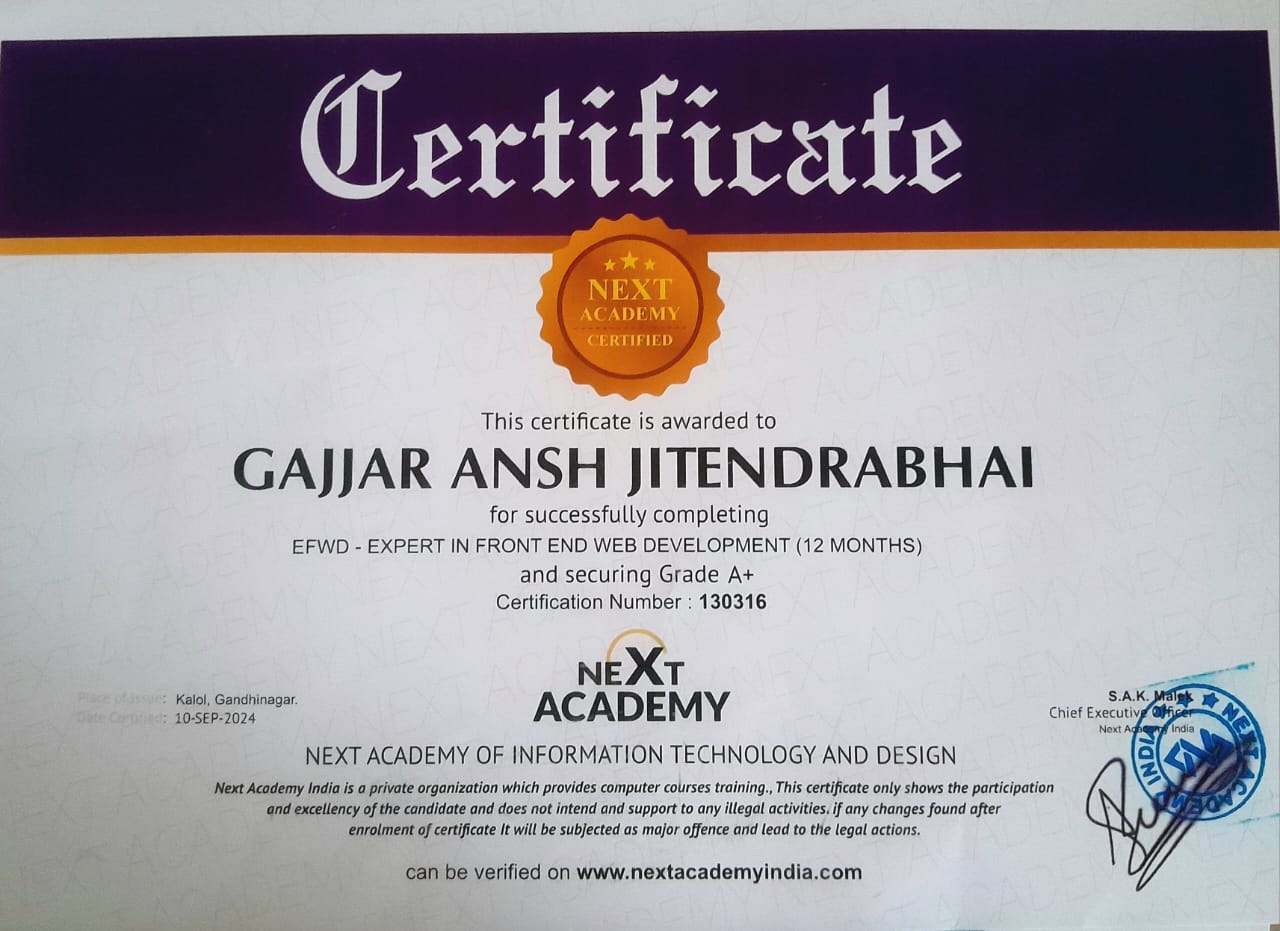 Certificate
NEXT
ACADEMY
CERTIFIED
This certificate is awarded to
GAJJAR ANSH JITENDRABHAI
for successfully completing
EFWD - EXPERT IN FRONT END WEB DEVELOPMENT (12 MONTHS)
and securing Grade A+
Certification Number : 130316
NEXT
ACADEMY
Place of Issue: Kalol, Gandhinagar.
Date Certified: 10-SEP-2024
S.A.K. Malek
Chief Executive Officer
Next Academy India
NEXT ACADEMY INDIA
NEXT ACADEMY OF INFORMATION TECHNOLOGY AND DESIGN
Next Academy India is a private organization which provides computer courses training., This certificate only shows the participation
and excellency of the candidate and does not intend and support to any illegal activities. if any changes found after
enrolment of certificate It will be subjected as major offence and lead to the legal actions.
can be verified on www.nextacademyindia.com